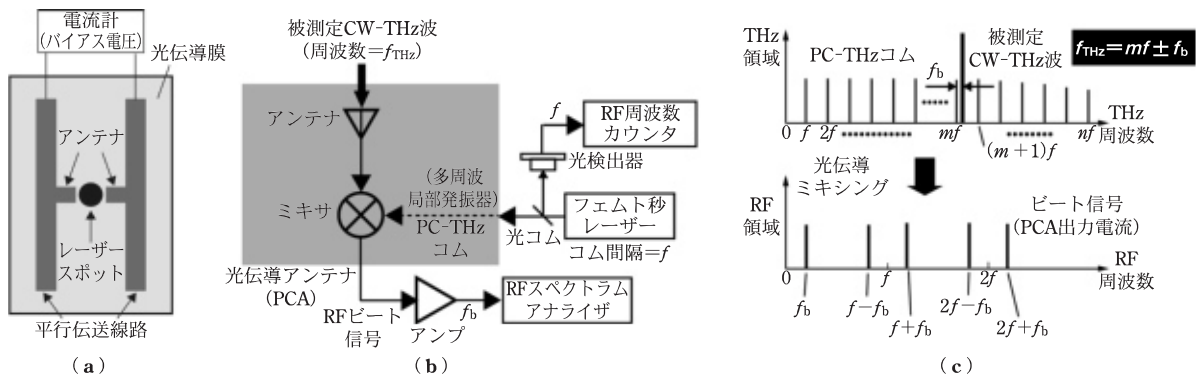 電流計
(バイアス電圧)
光伝導膜
アンテナ
レーザー
スポット
平行伝送線路
(a)
被測定CW-THz波
(周波数=fTHz)
アンテナ
ミキサ
(多周波
局部発振器)
PC-THz
コム
光コム
f
RF周波数
カウンタ
光検出器
フェムト秒
レーザー
コム間隔=f
光伝導アンテナ
(PCA)
RFビート
信号
アンプ
fb
RFスペクトラム
アナライザ
(b)
THz
領域
PC-THzコム
被測定
CW-THz波
fTHz=mf±fb
fb
0 f 2f mf nf
(m+1)f
THz
周波数
光伝導
ミキシング
RF
領域
ビート信号
(PCA出力電流)
0 f 2f
RF
周波数
fb f-fb f+fb 2f-fb 2f+fb
(c)